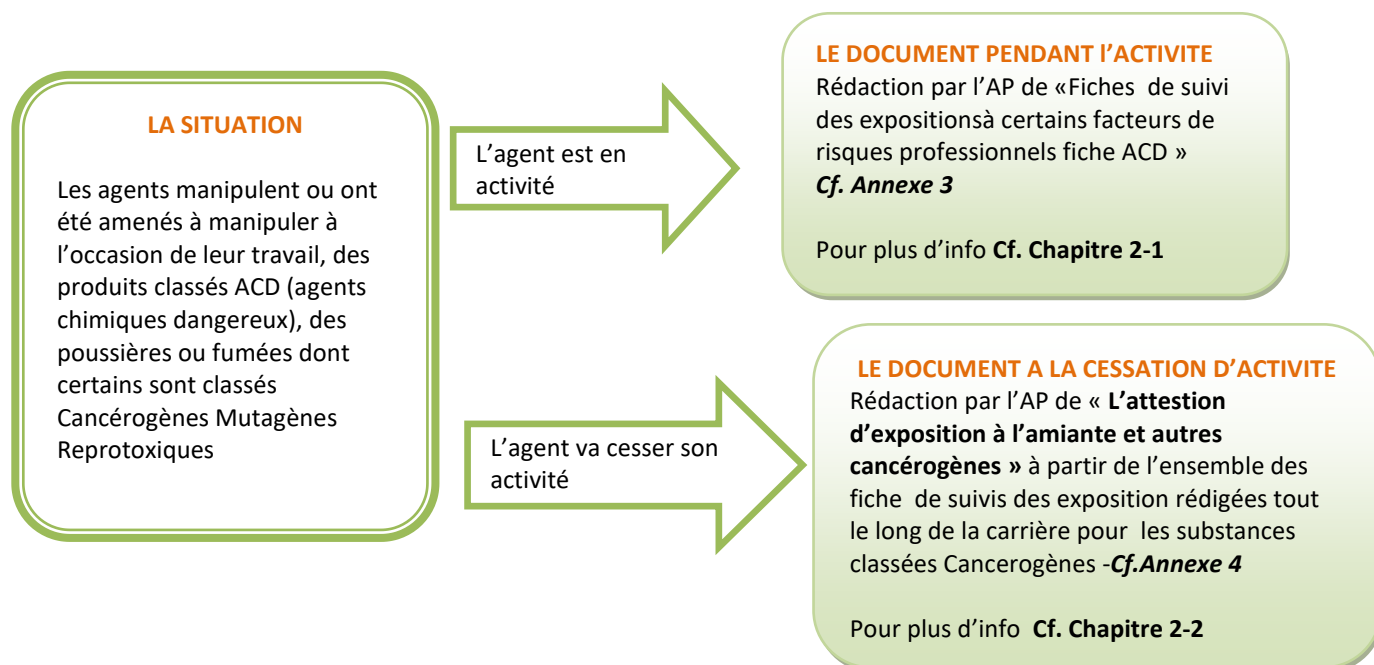 LA SITUATION
Les agents manipulent ou ont
été amenés à manipuler à
l’occasion de leur travail, des
produits classés ACD (agents
chimiques dangereux), des
poussières ou fumées dont
certains sont classés
Cancérogènes Mutagènes
Reprotoxiques
L’agent est en
activité
LE DOCUMENT PENDANT l’ACTIVITE
Rédaction par l’AP de «Fiches de suivi
des expositionsà certains facteurs de
risques professionnels fiche ACD »
Cf. Annexe 3
Pour plus d’info Cf. Chapitre 2-1
L’agent va cesser son
activité
LE DOCUMENT A LA CESSATION D’ACTIVITE
Rédaction par l’AP de « L’attestion
d’exposition à l’amiante et autres
cancérogènes » à partir de l’ensemble des
fiche de suivis des exposition rédigées tout
le long de la carrière pour les substances
classées Cancerogènes -Cf.Annexe 4
Pour plus d’info Cf. Chapitre 2-2